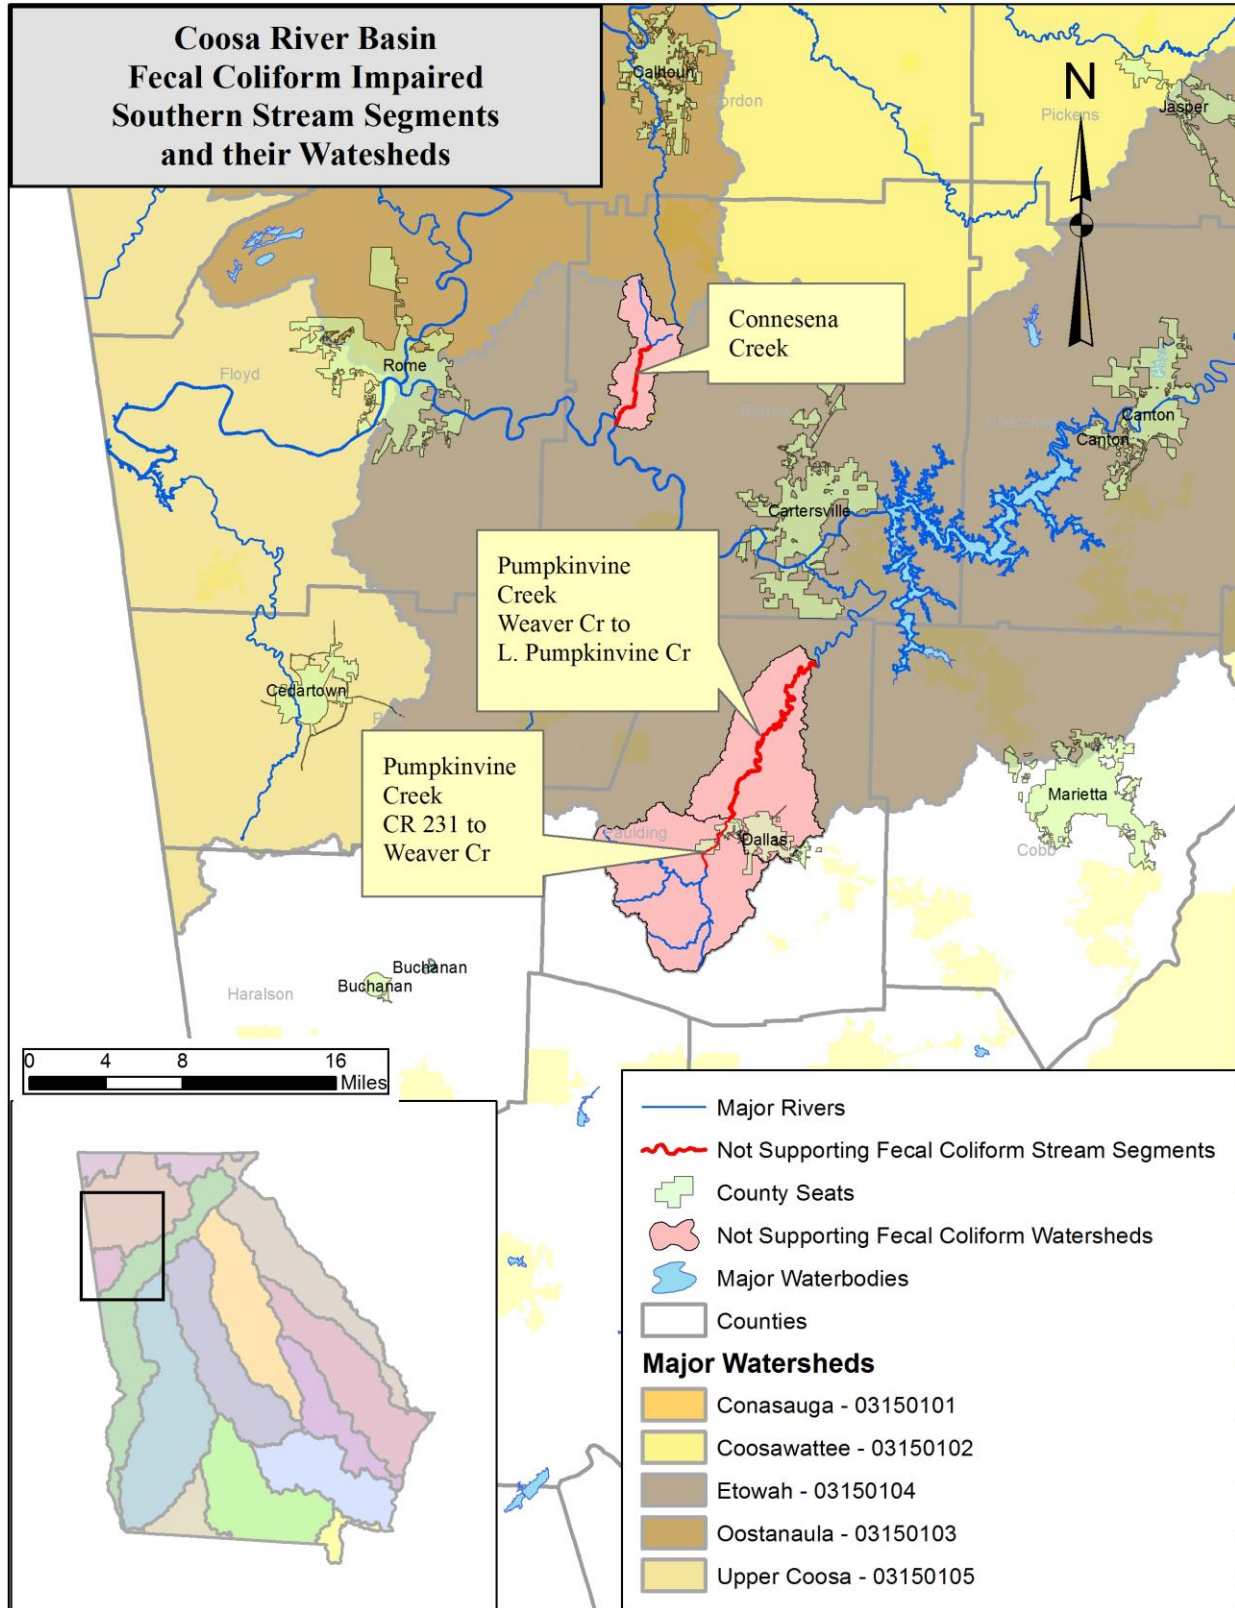 Coosa River Basin
Fecal Coliform Impaired
Southern Stream Segments
and their Watesheds
N
Calhoun
Gordon
Pickens
Jasper
Connesena
Creek
Rome
Floyd
Cherokee
Canton
Canton
Cartersville
Pumpkinvine
Creek
Weaver Cr to
L. Pumpkinvine Cr
Cedartown
Pumpkinvine
Creek
CR 231 to
Weaver Cr
Paulding
Dallas
Marietta
Cobb
Buchanan
Buchanan
Haralson
0 4 8 16
Miles
Major Rivers
Not Supporting Fecal Coliform Stream Segments
County Seats
Not Supporting Fecal Coliform Watersheds
Major Waterbodies
Counties
Major Watersheds
Conasauga - 03150101
Coosawattee - 03150102
Etowah - 03150104
Oostanaula - 03150103
Upper Coosa - 03150105